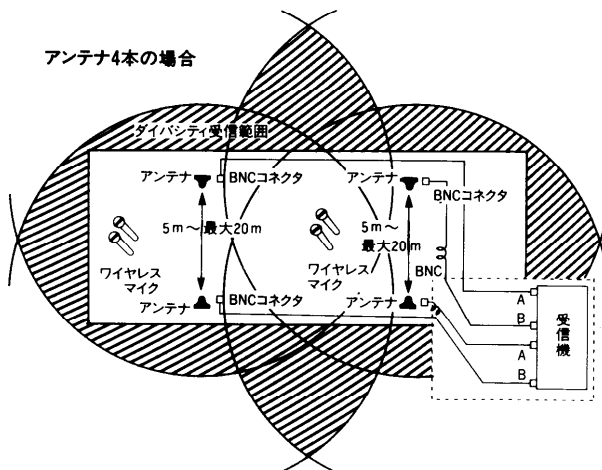 アンテナ4本の場合
ダイバシティ受信範囲
アンテナ
BNCコネクタ
アンテナ
BNCコネクタ
5m〜最大20m
5m〜
最大20m
ワイヤレス
マイク
ワイヤレス
マイク
BNC
アンテナ
BNCコネクタ
アンテナ
A
B
A
B
受信機